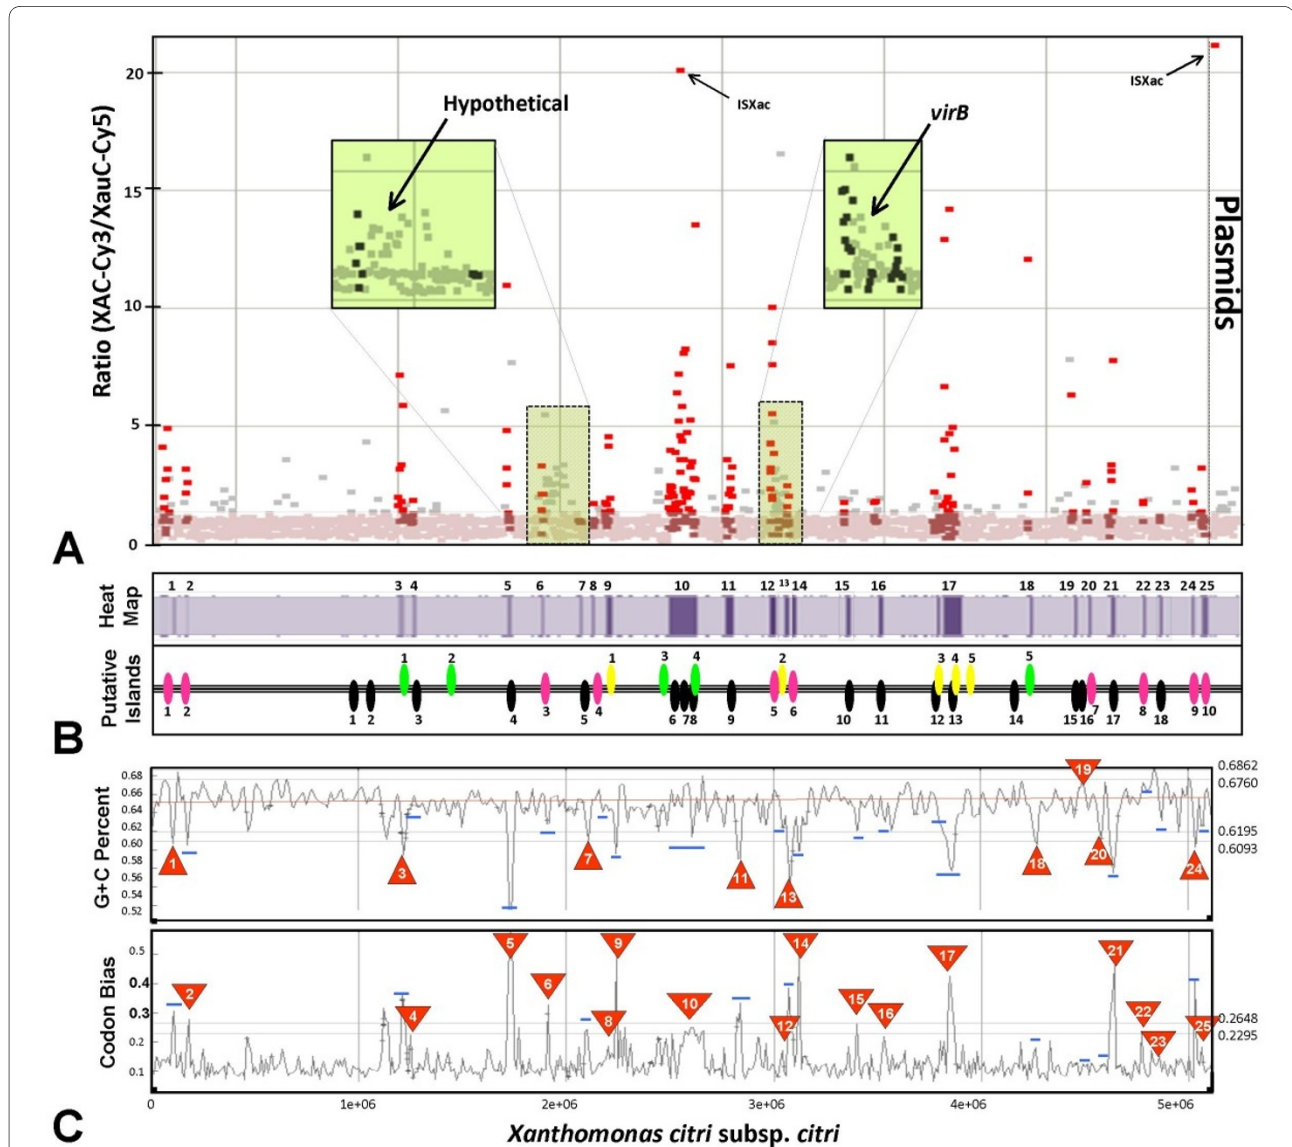 Ratio (XAC-Cy3/XauC-Cy5)
20
15
10
5
0
Hypothetical
ISXac
virB
ISXac
Plasmids
A
Heat Map
1 2 3 4 5 6 7 8 9 10 11 12 13 14 15 16 17 18 19 20 21 22 23 24 25
Putative Islands
1 2 1 3 4 2 3 4 5 5
1 2 1 2 3 4 3 5 4 6 7 8 9 5 6 10 11 12 13 14 15 16 7 17 8 18 9 10
B
G+C Percent
0.68
0.66
0.64
0.62
0.60
0.58
0.56
0.54
0.52
0.6862
0.6760
0.6195
0.6093
19
1 3 7 11 13 18 20 24
Codon Bias
0.5
0.4
0.3
0.2
0.1
0.2648
0.2295
2 4 5 6 8 9 10 12 14 15 16 17 21 22 23 25
C
0 1e+06 2e+06 3e+06 4e+06 5e+06
Xanthomonas citri subsp. citri